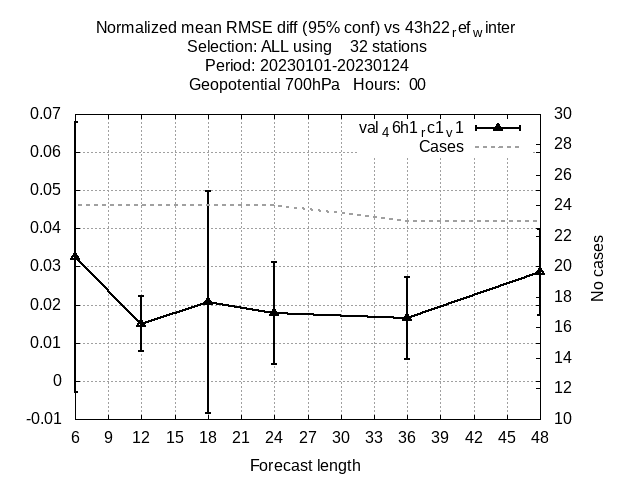 Normalized mean RMSE diff (95% conf) vs 43h22ᵣef_winter
Selection: ALL using 32 stations
Period: 20230101-20230124
Geopotential 700hPa Hours: 00
0.07
0.06
0.05
0.04
0.03
0.02
0.01
0
-0.01
30
28
26
24
22
20
18
16
14
12
10
val_46h1_rc1_v1
Cases
No cases
6 9 12 15 18 21 24 27 30 33 36 39 42 45 48
Forecast length